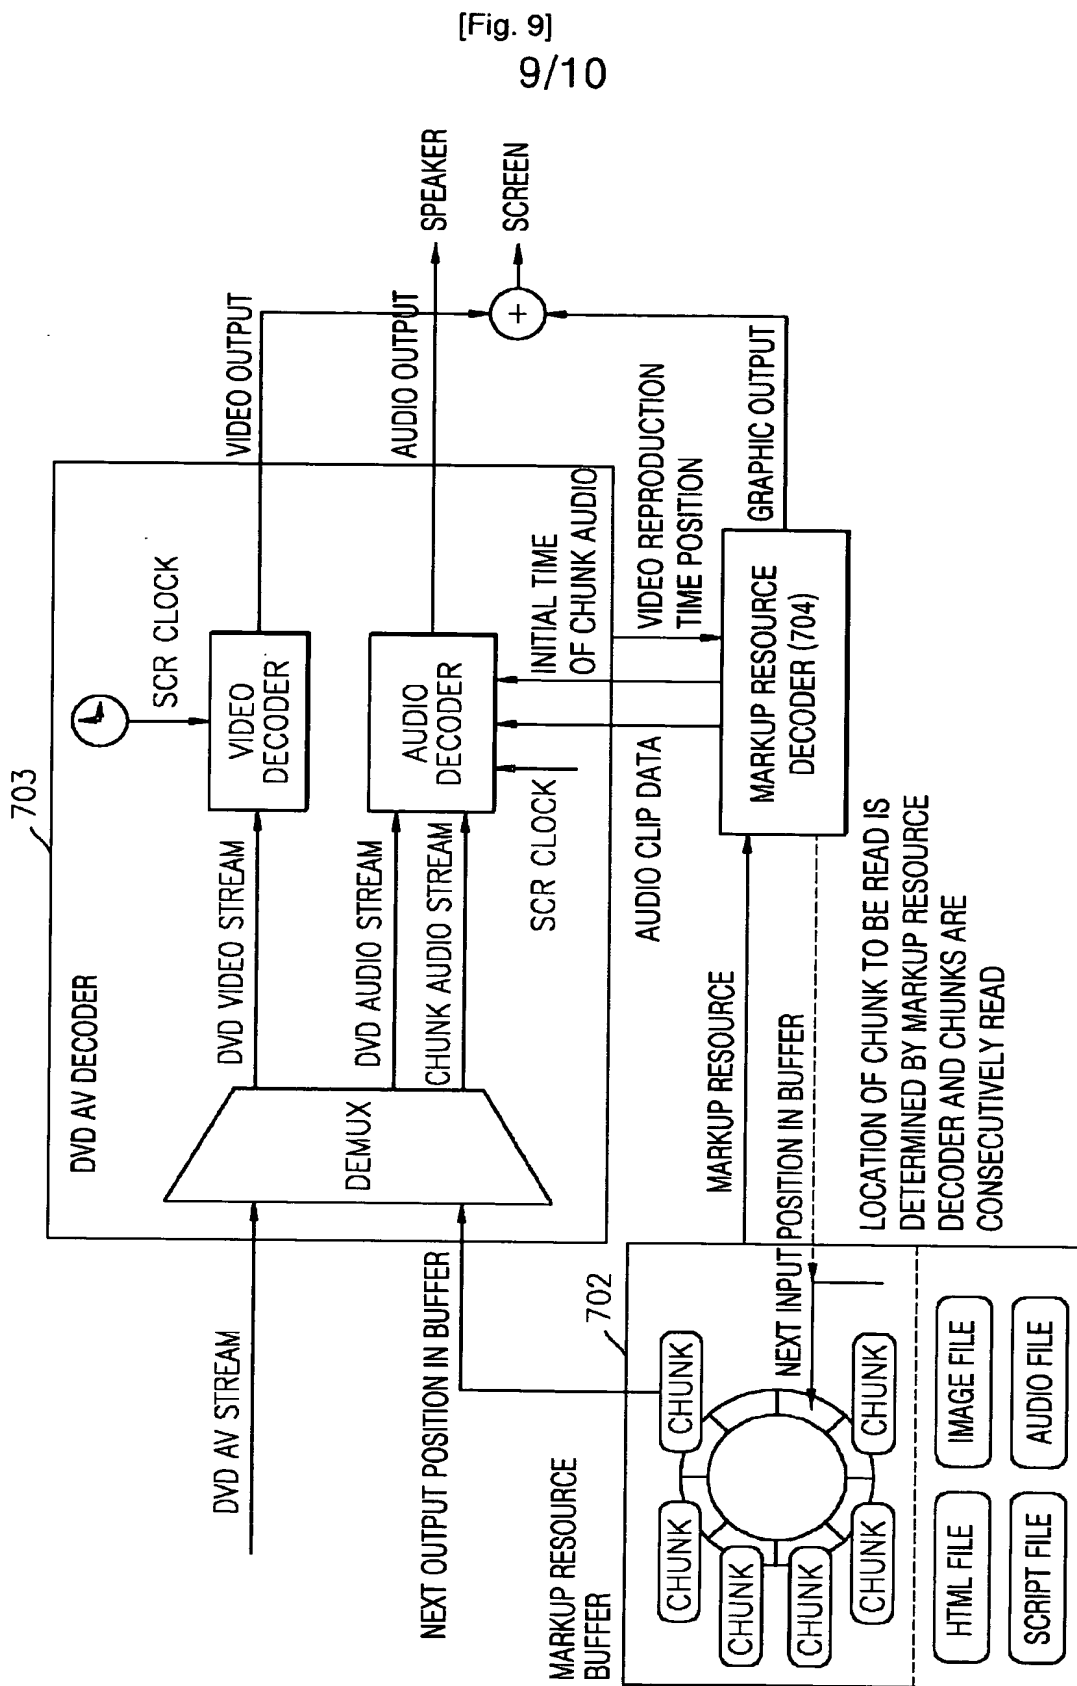 [Fig. 9]
9/10
703
DVD AV DECODER
SCR CLOCK
VIDEO OUTPUT
AUDIO OUTPUT
SPEAKER
SCREEN
+
DVD AV STREAM
DEMUX
DVD VIDEO STREAM
VIDEO
DECODER
DVD AUDIO STREAM
CHUNK AUDIO STREAM
AUDIO
DECODER
SCR CLOCK
INITIAL TIME
OF CHUNK AUDIO
NEXT OUTPUT POSITION IN BUFFER
AUDIO CLIP DATA
VIDEO REPRODUCTION
TIME POSITION
GRAPHIC OUTPUT
MARKUP RESOURCE
BUFFER
702
MARKUP RESOURCE
MARKUP RESOURCE
DECODER (704)
CHUNK
CHUNK
CHUNK
CHUNK
CHUNK
CHUNK
NEXT INPUT POSITION IN BUFFER
LOCATION OF CHUNK TO BE READ IS
DETERMINED BY MARKUP RESOURCE
DECODER AND CHUNKS ARE
CONSECUTIVELY READ
HTML FILE
IMAGE FILE
SCRIPT FILE
AUDIO FILE